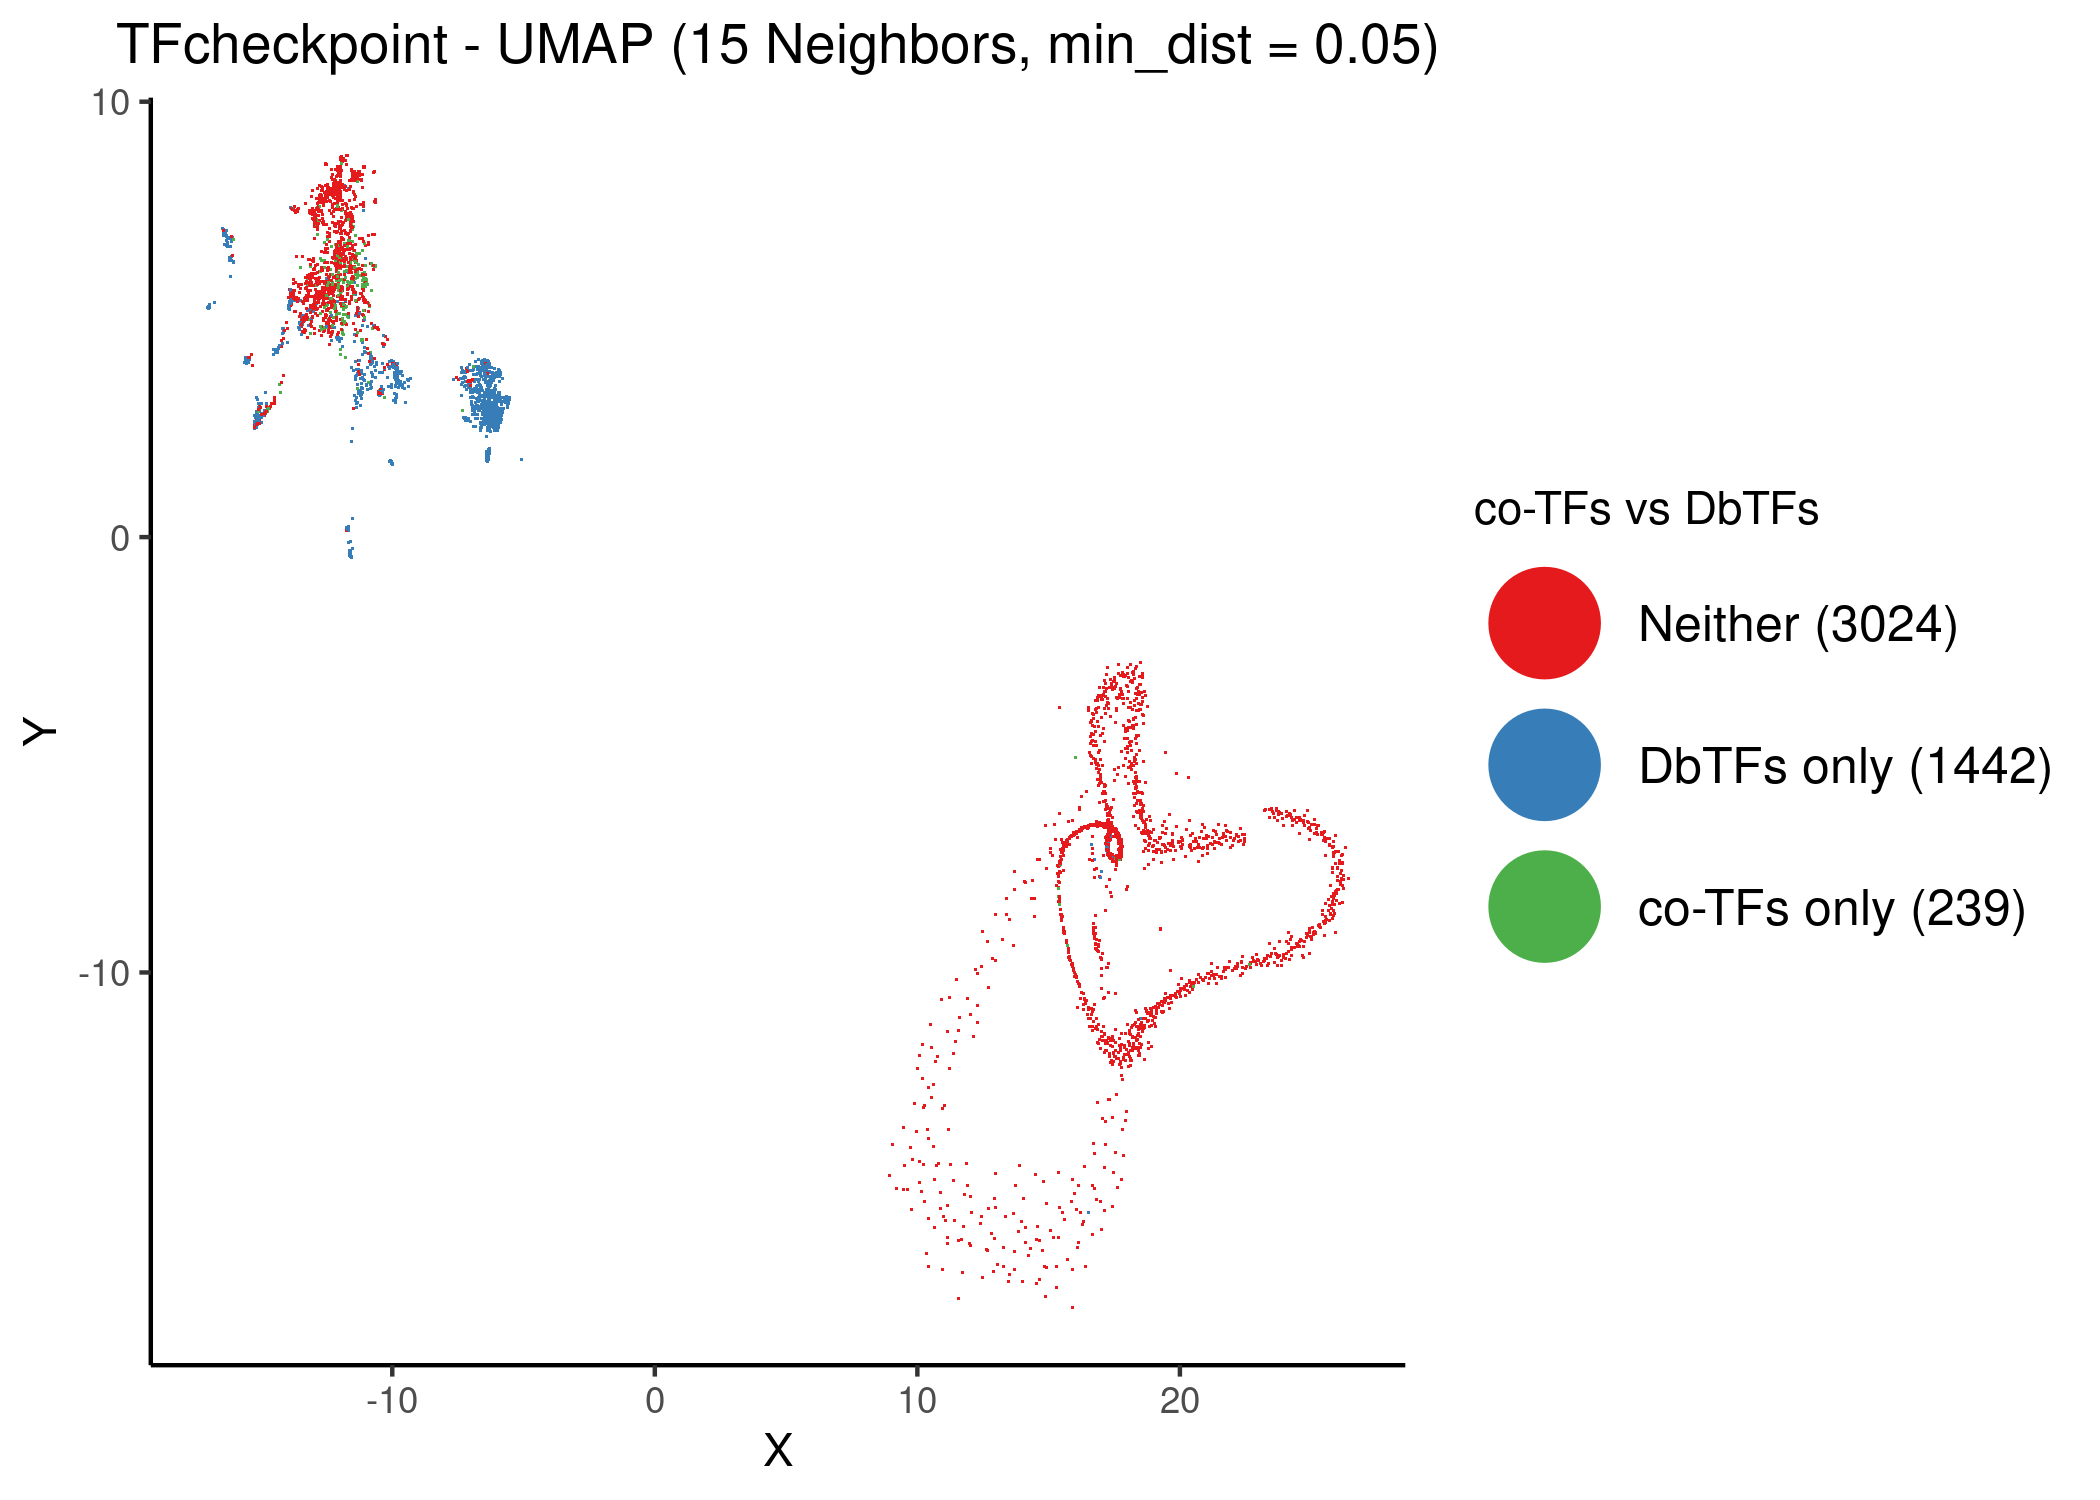 TFcheckpoint - UMAP (15 Neighbors, min_dist = 0.05)
10
0
-10
Y
-10
0
10
20
X
co-TFs vs DbTFs
Neither (3024)
DbTFs only (1442)
co-TFs only (239)